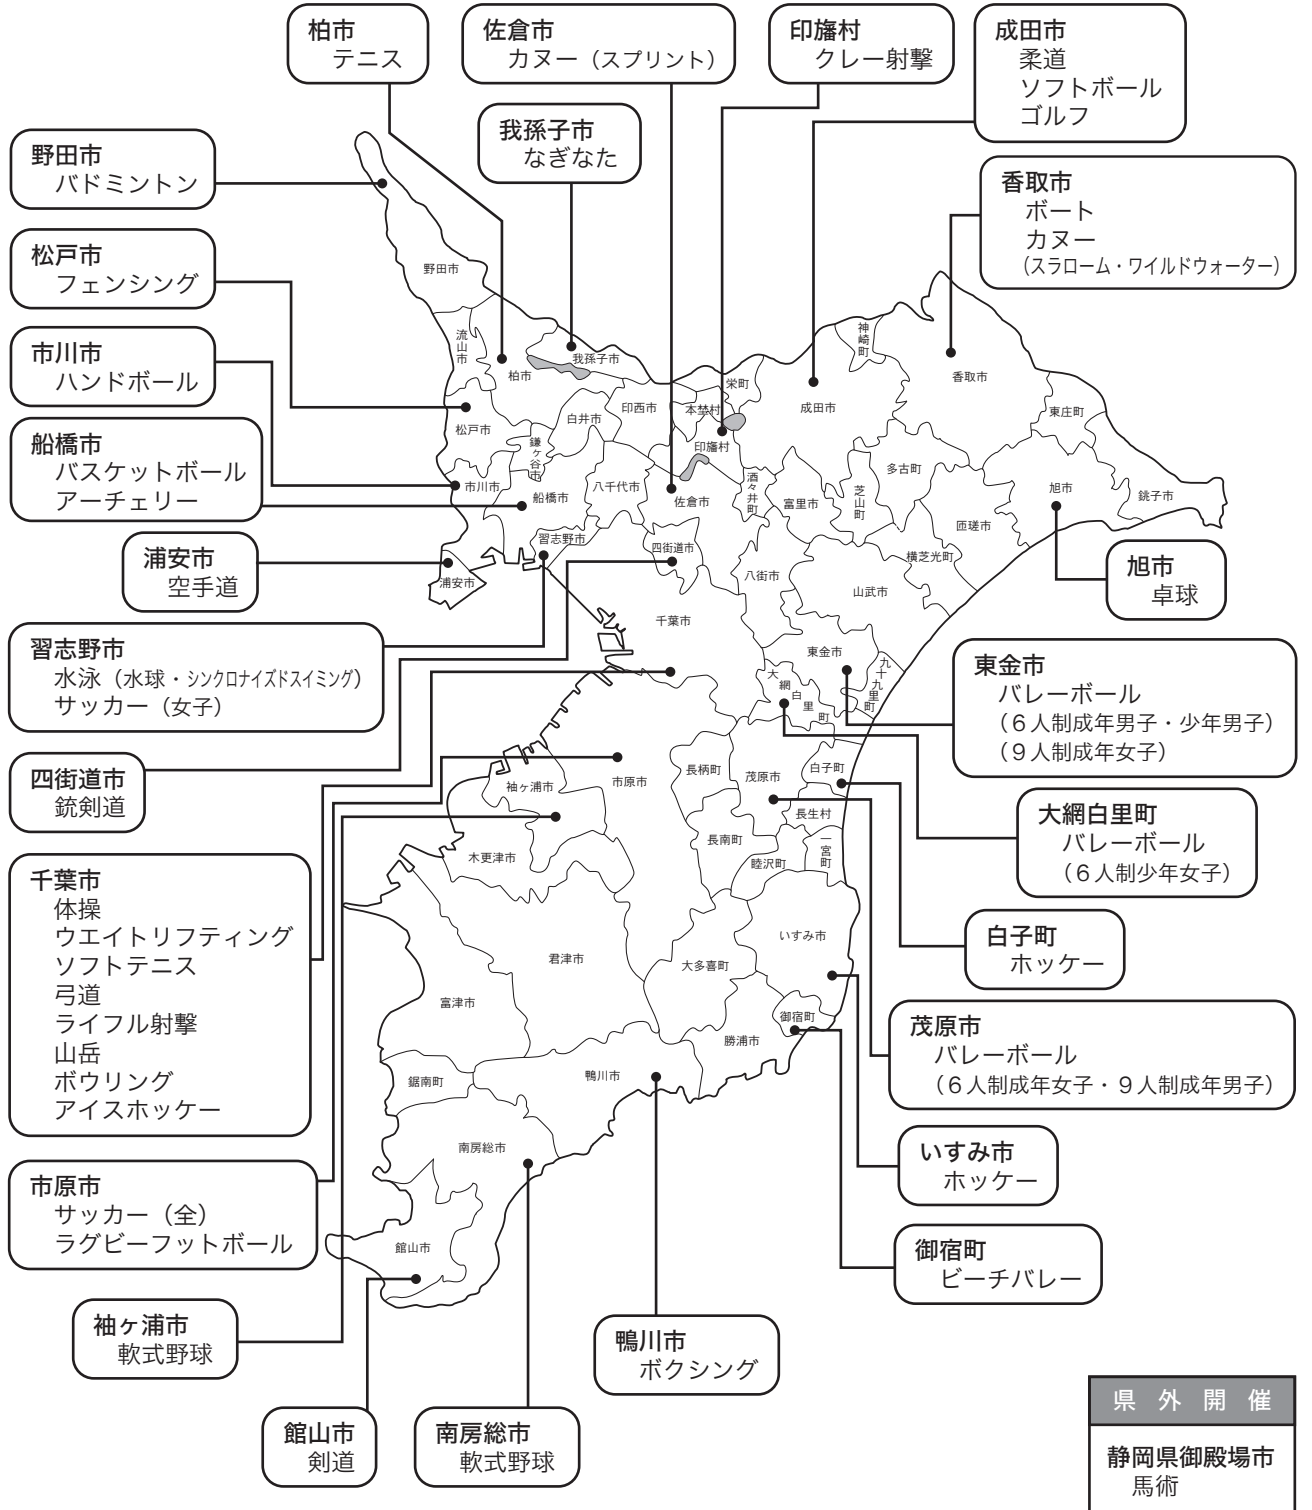 柏市
テニス
佐倉市
カヌー（スプリント）
印旛村
クレー射撃
成田市
柔道
ソフトボール
ゴルフ
我孫子市
なぎなた
野田市
バドミントン
香取市
ボート
カヌー
（スラローム・ワイルドウォーター）
松戸市
フェンシング
市川市
ハンドボール
船橋市
バスケットボール
アーチェリー
浦安市
空手道
旭市
卓球
習志野市
水泳（水球・シンクロナイズドスイミング）
サッカー（女子）
東金市
バレーボール
（６人制成年男子・少年男子）
（９人制成年女子）
四街道市
銃剣道
大網白里町
バレーボール
（６人制少年女子）
千葉市
体操
ウエイトリフティング
ソフトテニス
弓道
ライフル射撃
山岳
ボウリング
アイスホッケー
白子町
ホッケー
茂原市
バレーボール
（６人制成年女子・９人制成年男子）
いすみ市
ホッケー
市原市
サッカー（全）
ラグビーフットボール
御宿町
ビーチバレー
袖ヶ浦市
軟式野球
鴨川市
ボクシング
館山市
剣道
南房総市
軟式野球
県外開催
静岡県御殿場市
馬術
野田市
流山市
柏市
我孫子市
松戸市
鎌ヶ谷市
白井市
印西市
本埜村
栄町
印旛村
成田市
神崎町
香取市
東庄町
銚子市
旭市
匝瑳市
多古町
芝山町
横芝光町
山武市
富里市
酒々井町
佐倉市
八千代市
船橋市
市川市
浦安市
習志野市
四街道市
八街市
千葉市
東金市
九十九里町
大網白里町
市原市
袖ヶ浦市
木更津市
長柄町
茂原市
白子町
長生村
長南町
睦沢町
一宮町
いすみ市
大多喜町
君津市
富津市
御宿町
勝浦市
鴨川市
鋸南町
南房総市
館山市